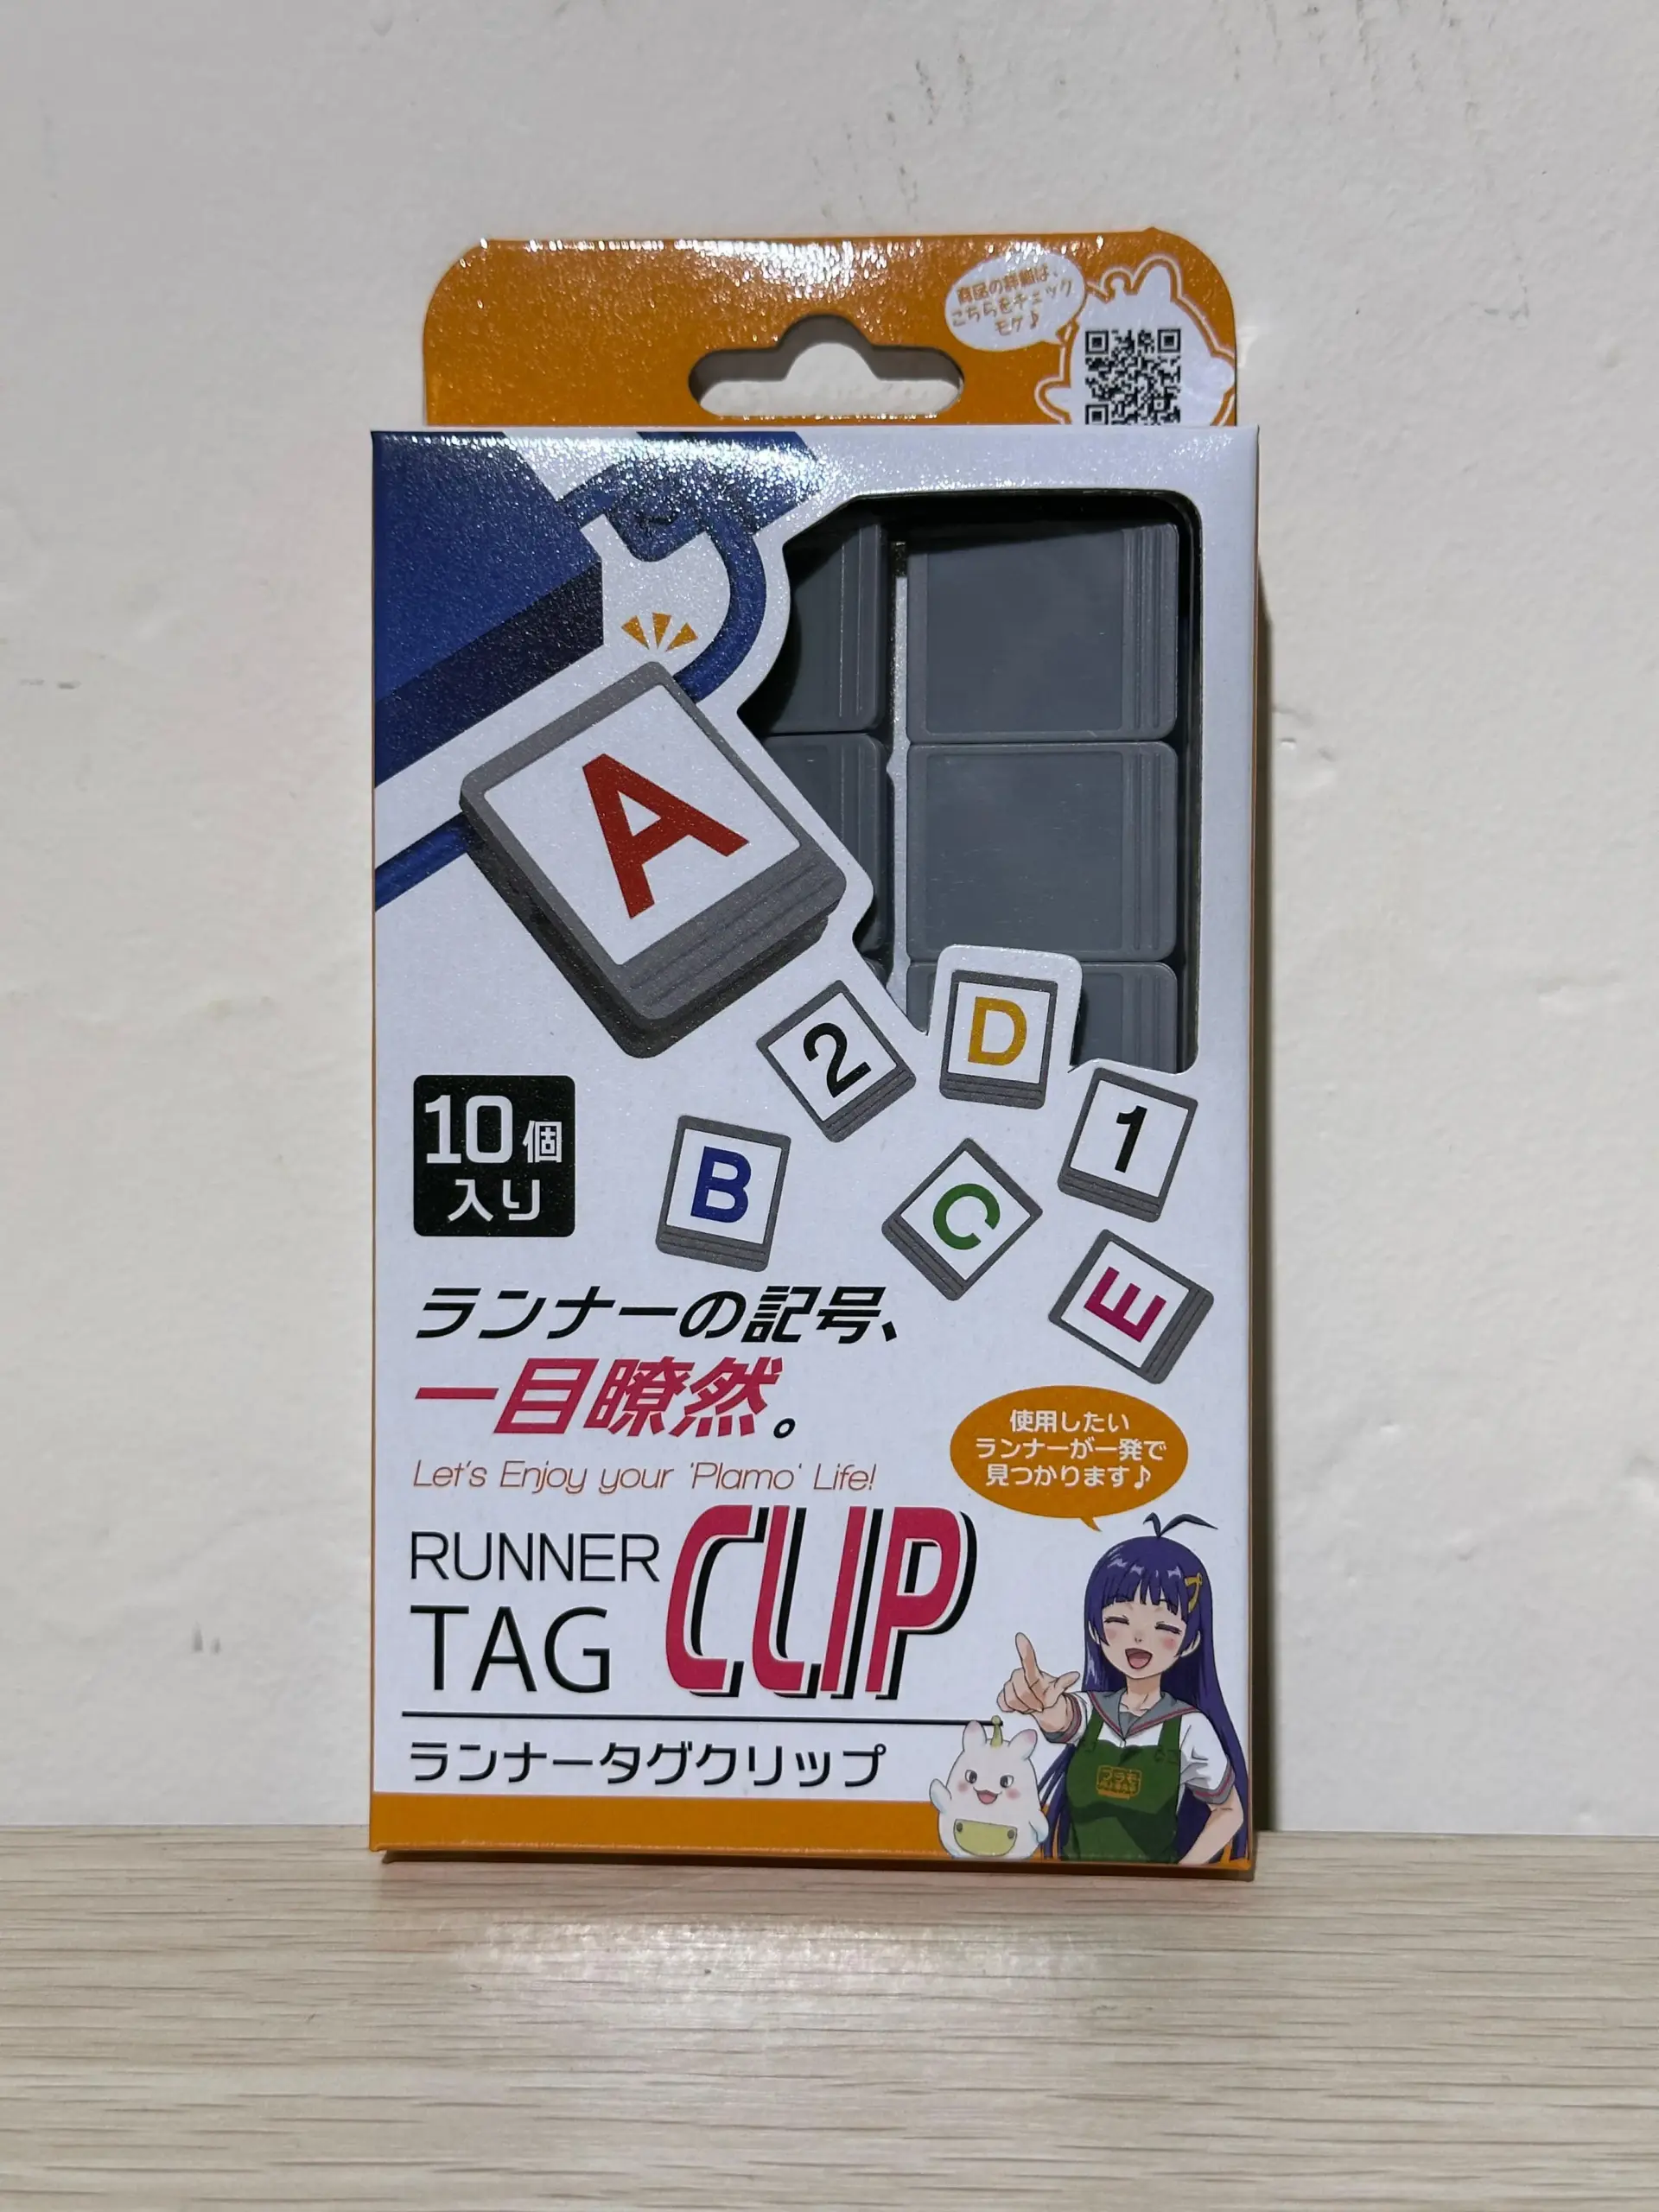 商品の詳細は、
こちらをチェック
モケ♪
A
2
D
1
B
C
E
10個
入り
ランナーの記号、
一目瞭然。
Let's Enjoy your 'Plamo' Life!
使用したい
ランナーが一発で
見つかります♪
RUNNER
TAG
CLIP
ランナータグクリップ
プラモ